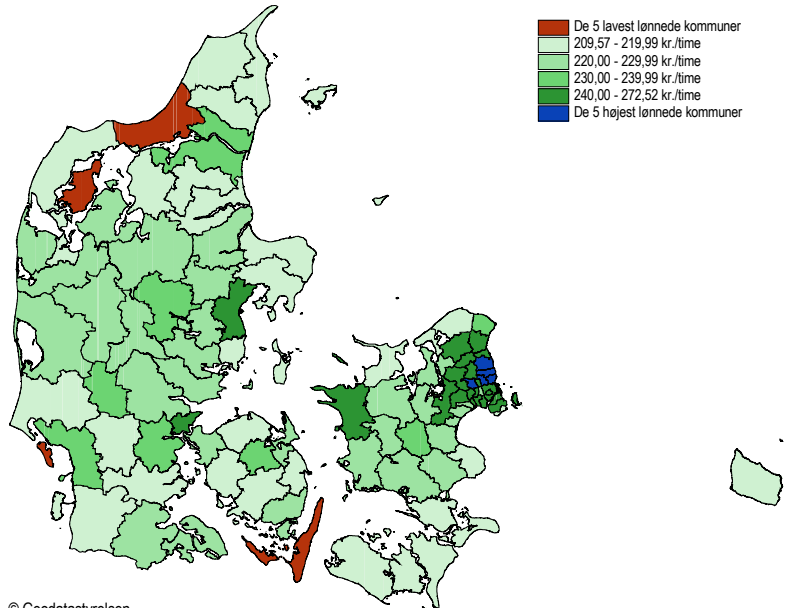 De 5 lavest lønnede kommuner
209,57 - 219,99 kr./time
220,00 - 229,99 kr./time
230,00 - 239,99 kr./time
240,00 - 272,52 kr./time
De 5 højest lønnede kommuner
© Geodatastyrelsen